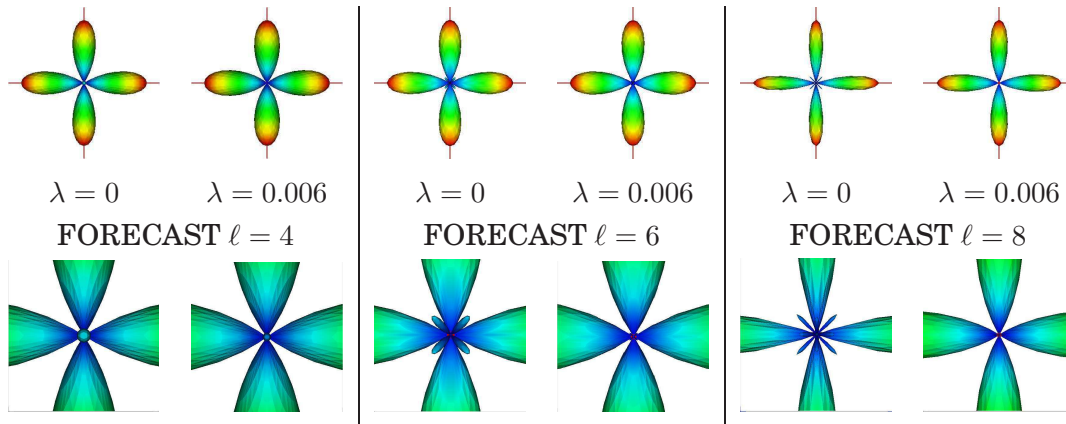 λ = 0 λ = 0.006 λ = 0 λ = 0.006 λ = 0 λ = 0.006
FORECAST ℓ = 4 FORECAST ℓ = 6 FORECAST ℓ = 8